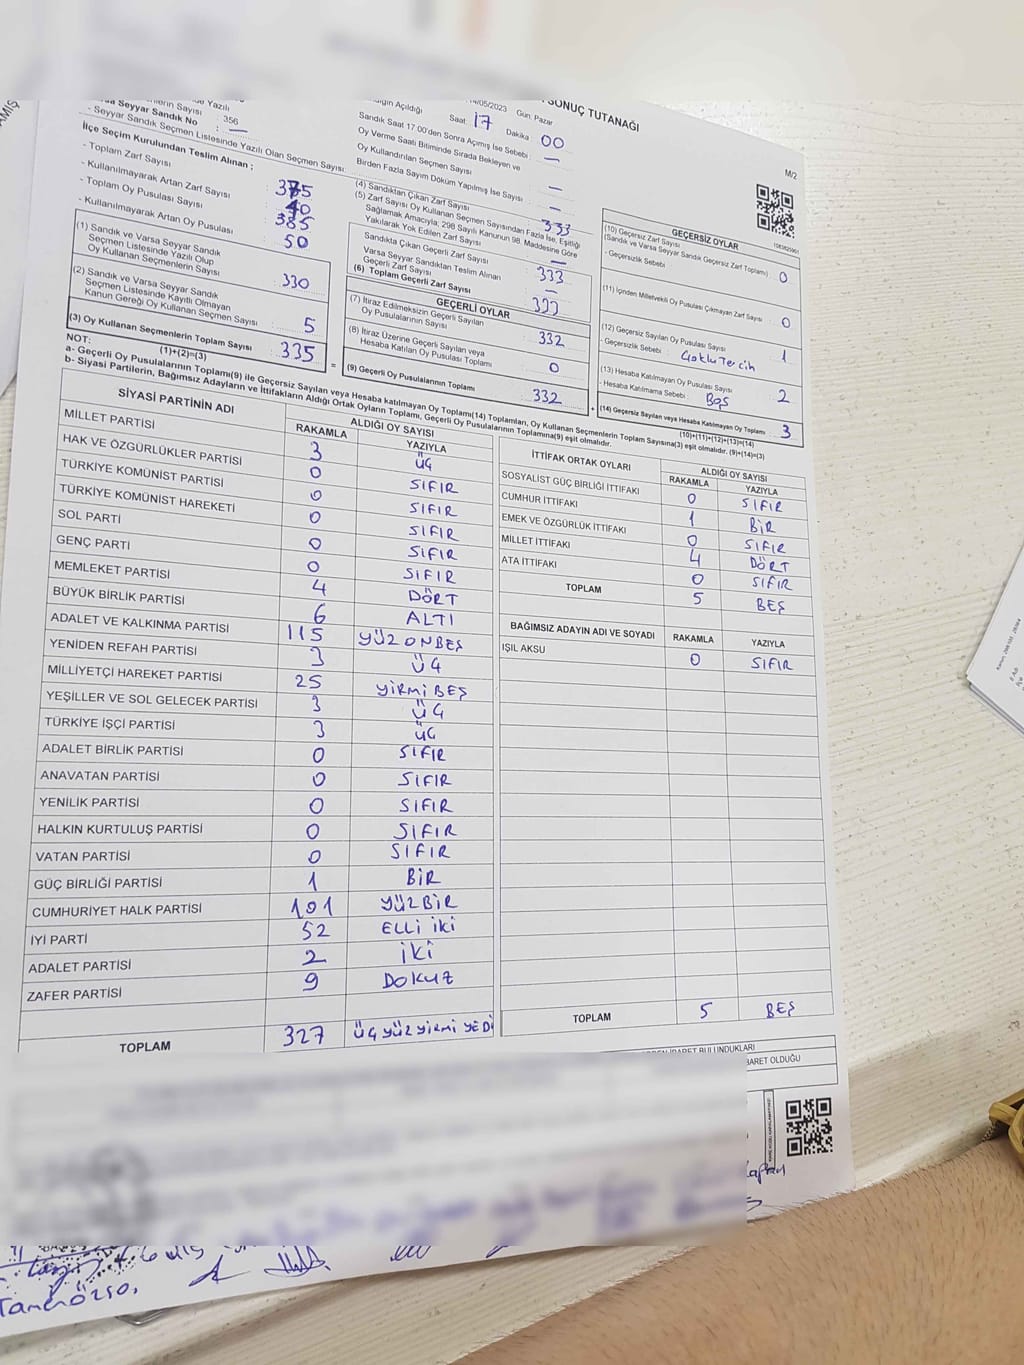 SONUÇ TUTANAĞI
M/2
14/05/2023 Gün: Pazar
Saat 17 Dakika 00
Sandık Saat 17.00'den Sonra Açılmış İse Sebebi —
Oy Verme Saati Bitiminde Sırada Bekleyen ve
Oy Kullandırılan Seçmen Sayısı —
Birden Fazla Sayım Döküm Yapılmış İse Sayısı —
: 356
Varsa Seyyar Sandık No : —
- Seyyar Sandık Seçmen Listesinde Yazılı Olan Seçmen Sayısı:
İlçe Seçim Kurulundan Teslim Alınan ;
- Toplam Zarf Sayısı : 375
- Kullanılmayarak Artan Zarf Sayısı : 40
- Toplam Oy Pusulası Sayısı : 385
- Kullanılmayarak Artan Oy Pusulası : 50
(1) Sandık ve Varsa Seyyar Sandık
Seçmen Listesinde Yazılı Olup
Oy Kullanan Seçmenlerin Sayısı : 330
(2) Sandık ve Varsa Seyyar Sandık
Seçmen Listesinde Kayıtlı Olmayan
Kanun Gereği Oy Kullanan Seçmen Sayısı : 5
(3) Oy Kullanan Seçmenlerin Toplam Sayısı : 335
(1)+(2)=(3)
(4) Sandıktan Çıkan Zarf Sayısı : 333
(5) Zarf Sayısı Oy Kullanan Seçmen Sayısından Fazla İse, Eşitliği
Sağlamak Amacıyla; 298 Sayılı Kanunun 98. Maddesine Göre
Yakılarak Yok Edilen Zarf Sayısı : —
Sandıkta Çıkan Geçerli Zarf Sayısı : 333
Varsa Seyyar Sandıktan Teslim Alınan
Geçerli Zarf Sayısı : —
(6) Toplam Geçerli Zarf Sayısı : 333
GEÇERLİ OYLAR
(7) İtiraz Edilmeksizin Geçerli Sayılan
Oy Pusulalarının Sayısı : 332
(8) İtiraz Üzerine Geçerli Sayılan veya
Hesaba Katılan Oy Pusulası Toplamı : 0
(9) Geçerli Oy Pusulalarının Toplamı : 332
GEÇERSİZ OYLAR
(10) Geçersiz Zarf Sayısı
(Sandık ve Varsa Seyyar Sandık Geçersiz Zarf Toplamı) : 0
- Geçersizlik Sebebi :
(11) İçinden Milletvekili Oy Pusulası Çıkmayan Zarf Sayısı : 0
(12) Geçersiz Sayılan Oy Pusulası Sayısı : 1
- Geçersizlik Sebebi : Çoklu Tercih
(13) Hesaba Katılmayan Oy Pusulası Sayısı : 2
- Hesaba Katılmama Sebebi : Boş
(14) Geçersiz Sayılan veya Hesaba Katılmayan Oy Toplamı : 3
(10)+(11)+(12)+(13)=(14)
NOT:
a- Geçerli Oy Pusulalarının Toplamı(9) ile Geçersiz Sayılan veya Hesaba katılmayan Oy Toplamı(14) Toplamları, Oy Kullanan Seçmenlerin Toplam Sayısına(3) eşit olmalıdır. (9)+(14)=(3)
b- Siyasi Partilerin, Bağımsız Adayların ve İttifakların Aldığı Ortak Oyların Toplamı, Geçerli Oy Pusulalarının Toplamına(9) eşit olmalıdır.
SİYASİ PARTİNİN ADI ALDIĞI OY SAYISI
RAKAMLA YAZIYLA
MİLLET PARTİSİ 3 ÜÇ
HAK VE ÖZGÜRLÜKLER PARTİSİ 0 SIFIR
TÜRKİYE KOMÜNİST PARTİSİ 0 SIFIR
TÜRKİYE KOMÜNİST HAREKETİ 0 SIFIR
SOL PARTİ 0 SIFIR
GENÇ PARTİ 0 SIFIR
MEMLEKET PARTİSİ 4 DÖRT
BÜYÜK BİRLİK PARTİSİ 6 ALTI
ADALET VE KALKINMA PARTİSİ 115 YÜZ ONBEŞ
YENİDEN REFAH PARTİSİ 3 ÜÇ
MİLLİYETÇİ HAREKET PARTİSİ 25 YİRMİ BEŞ
YEŞİLLER VE SOL GELECEK PARTİSİ 3 ÜÇ
TÜRKİYE İŞÇİ PARTİSİ 3 ÜÇ
ADALET BİRLİK PARTİSİ 0 SIFIR
ANAVATAN PARTİSİ 0 SIFIR
YENİLİK PARTİSİ 0 SIFIR
HALKIN KURTULUŞ PARTİSİ 0 SIFIR
VATAN PARTİSİ 0 SIFIR
GÜÇ BİRLİĞİ PARTİSİ 1 BİR
CUMHURİYET HALK PARTİSİ 101 YÜZ BİR
İYİ PARTİ 52 ELLİ İKİ
ADALET PARTİSİ 2 İKİ
ZAFER PARTİSİ 9 DOKUZ
TOPLAM 327 ÜÇ YÜZ YİRMİ YEDİ
İTTİFAK ORTAK OYLARI ALDIĞI OY SAYISI
RAKAMLA YAZIYLA
SOSYALİST GÜÇ BİRLİĞİ İTTİFAKI 0 SIFIR
CUMHUR İTTİFAKI 1 BİR
EMEK VE ÖZGÜRLÜK İTTİFAKI 0 SIFIR
MİLLET İTTİFAKI 4 DÖRT
ATA İTTİFAKI 0 SIFIR
TOPLAM 5 BEŞ
BAĞIMSIZ ADAYIN ADI VE SOYADI RAKAMLA YAZIYLA
IŞIL AKSU 0 SIFIR
TOPLAM 5 BEŞ
BULUNDUKLARI
BARET OLDUĞU